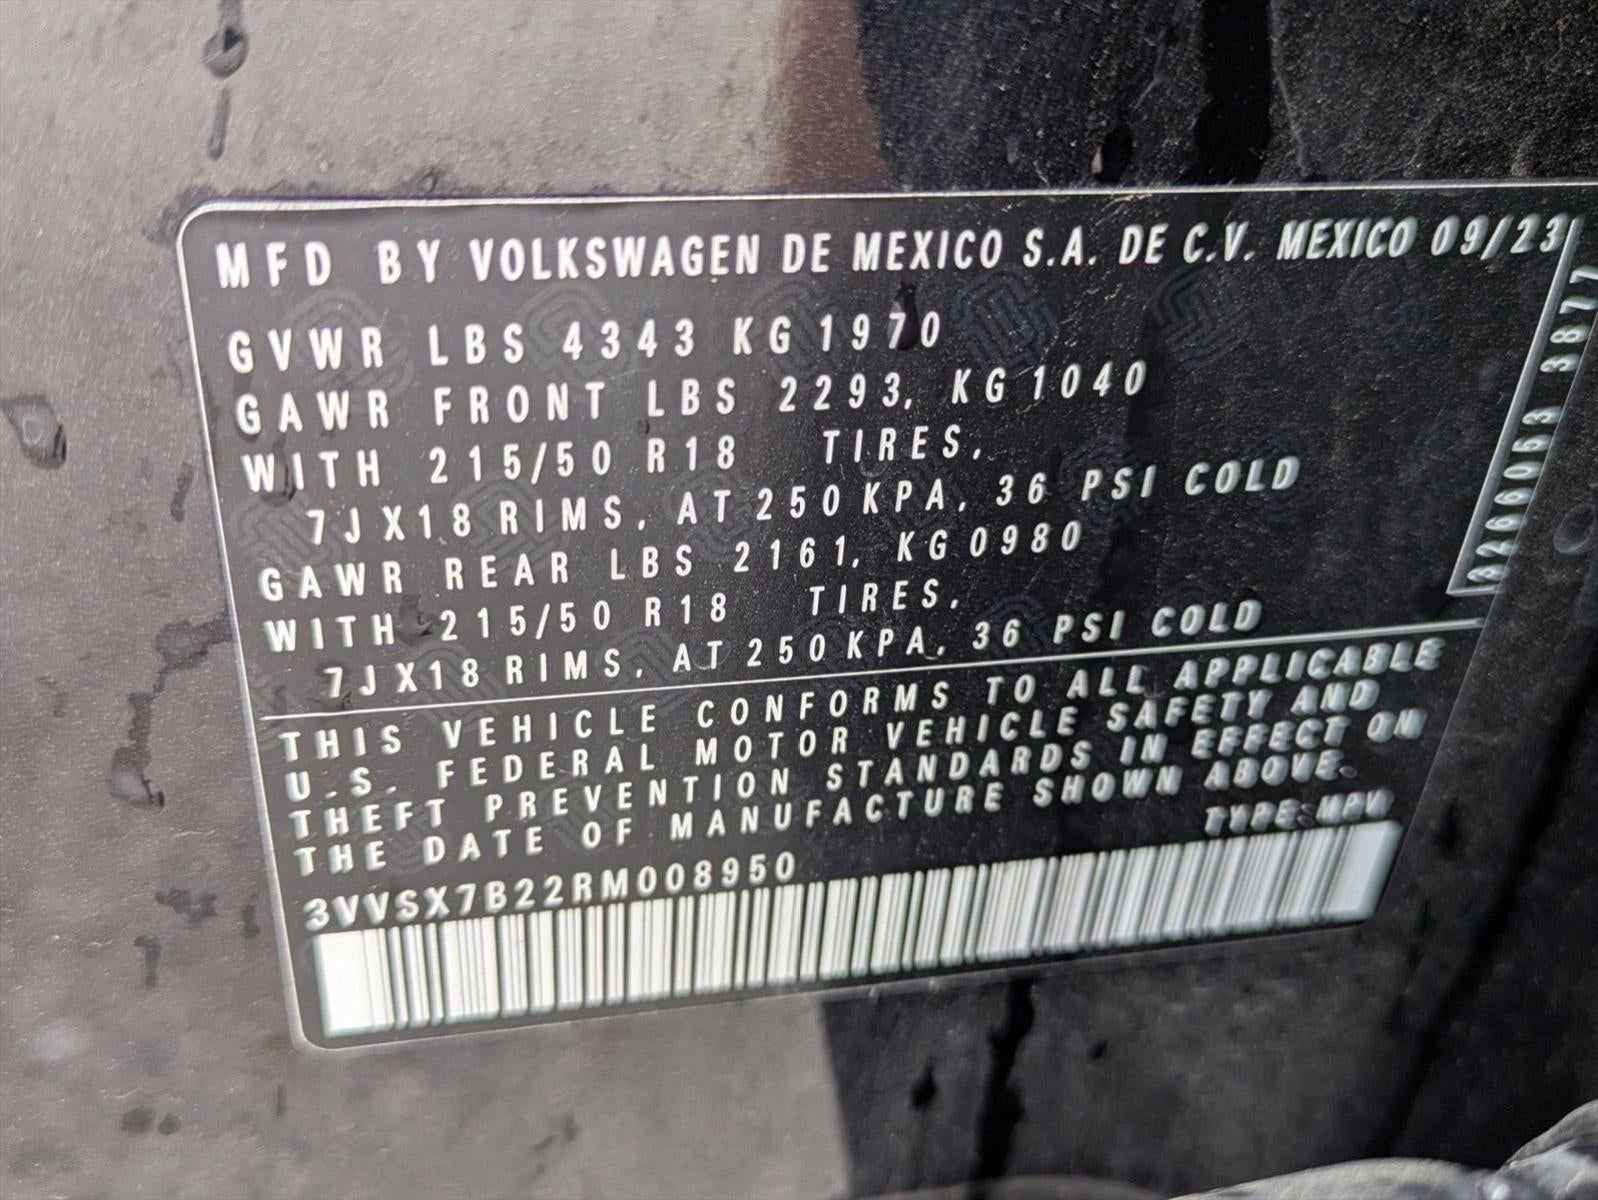 MFD BY VOLKSWAGEN DE MEXICO S.A. DE C.V. MEXICO 09/23
GVWR LBS 4343 KG 1970
GAWR FRONT LBS 2293, KG 1040
WITH 215/50 R18 TIRES,
7JX18 RIMS, AT 250 KPA, 36 PSI COLD
GAWR REAR LBS 2161, KG 0980
WITH 215/50 R18 TIRES,
7JX18 RIMS, AT 250 KPA, 36 PSI COLD
THIS VEHICLE CONFORMS TO ALL APPLICABLE
U.S. FEDERAL MOTOR VEHICLE SAFETY AND
THEFT PREVENTION STANDARDS IN EFFECT ON
THE DATE OF MANUFACTURE SHOWN ABOVE.
TYPE: MPV
3VVSX7B22RM008950
3266053 3877